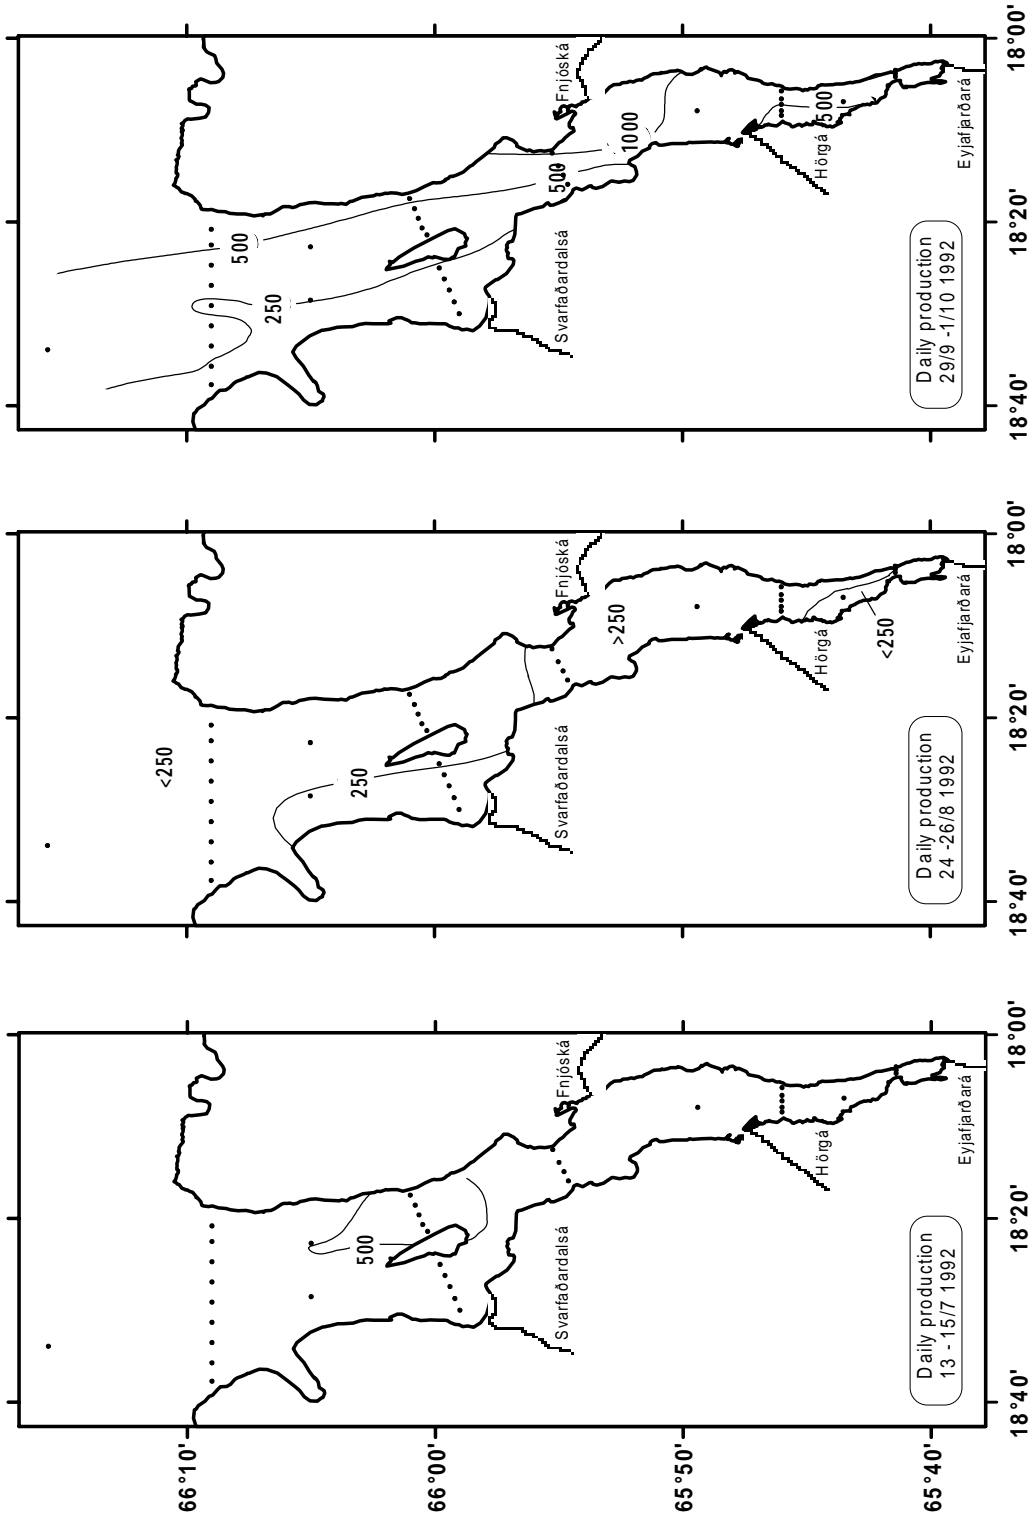 18°00'
18°20'
18°40'
Fnjóská
1000
500
500
250
500
Hörgá
Eyjafjarðará
Svarfaðardalsá
Daily production
29/9 -1/10 1992
18°00'
18°20'
18°40'
Fnjóská
>250
<250
250
<250
Hörgá
Eyjafjarðará
Svarfaðardalsá
Daily production
24 -26/8 1992
18°00'
18°20'
18°40'
Fnjóská
500
Hörgá
Eyjafjarðará
Svarfaðardalsá
Daily production
13 - 15/7 1992
66°10'
66°00'
65°50'
65°40'